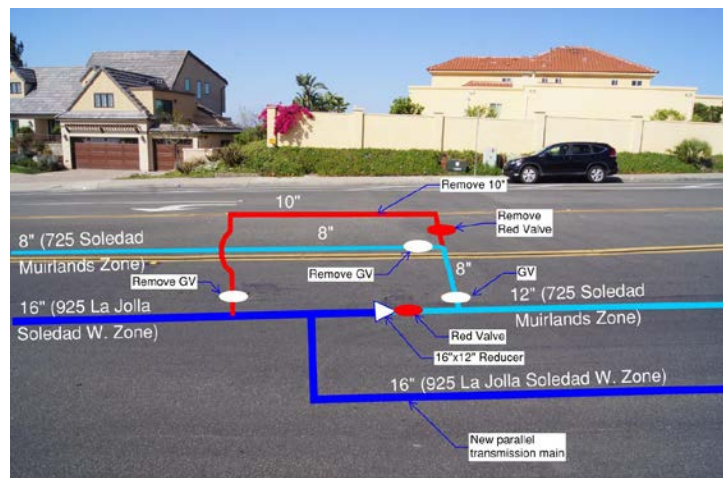 Remove 10"
10"
Remove
Red Valve
8" (725 Soledad
Muirlands Zone)
8"
Remove GV
8"
GV
Remove GV
16" (925 La Jolla
Soledad W. Zone)
12" (725 Soledad
Muirlands Zone)
Red Valve
16"x12" Reducer
16" (925 La Jolla Soledad W. Zone)
New parallel
transmission main